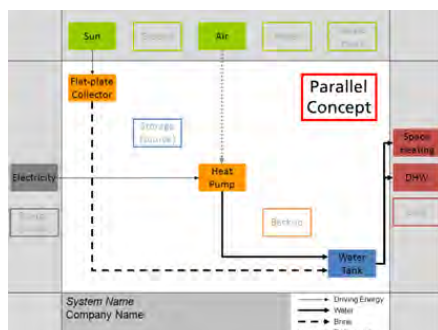 Sun
Air
Flat-plate
Collector
Parallel
Concept
Storage
(source)
Space
Heating
Electricity
Heat
Pump
DHW
Backup
Water
Tank
System Name
Company Name
Driving Energy
Water
Brine